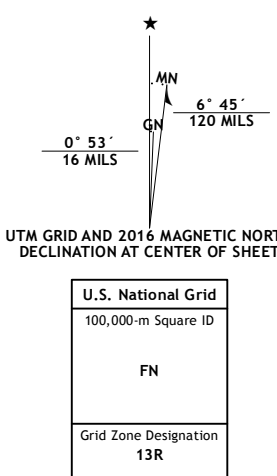 ★
MN
GN
6° 45´
120 MILS
0° 53´
16 MILS
UTM GRID AND 2016 MAGNETIC NORT
DECLINATION AT CENTER OF SHEET
U.S. National Grid
100,000-m Square ID
FN
Grid Zone Designation
13R